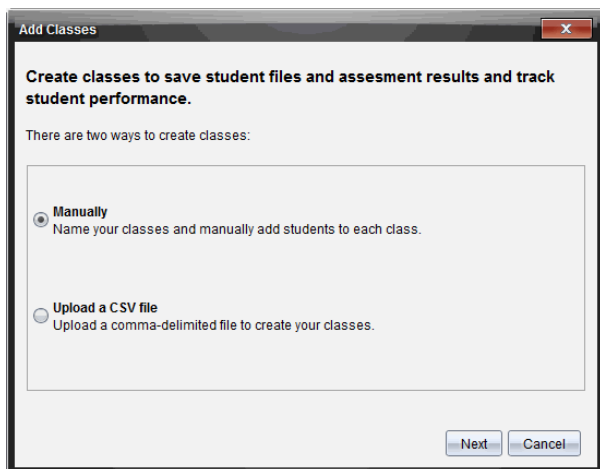 Add Classes
x
Create classes to save student files and assesment results and track
student performance.
There are two ways to create classes:
Manually
Name your classes and manually add students to each class.
Upload a CSV file
Upload a comma-delimited file to create your classes.
Next Cancel